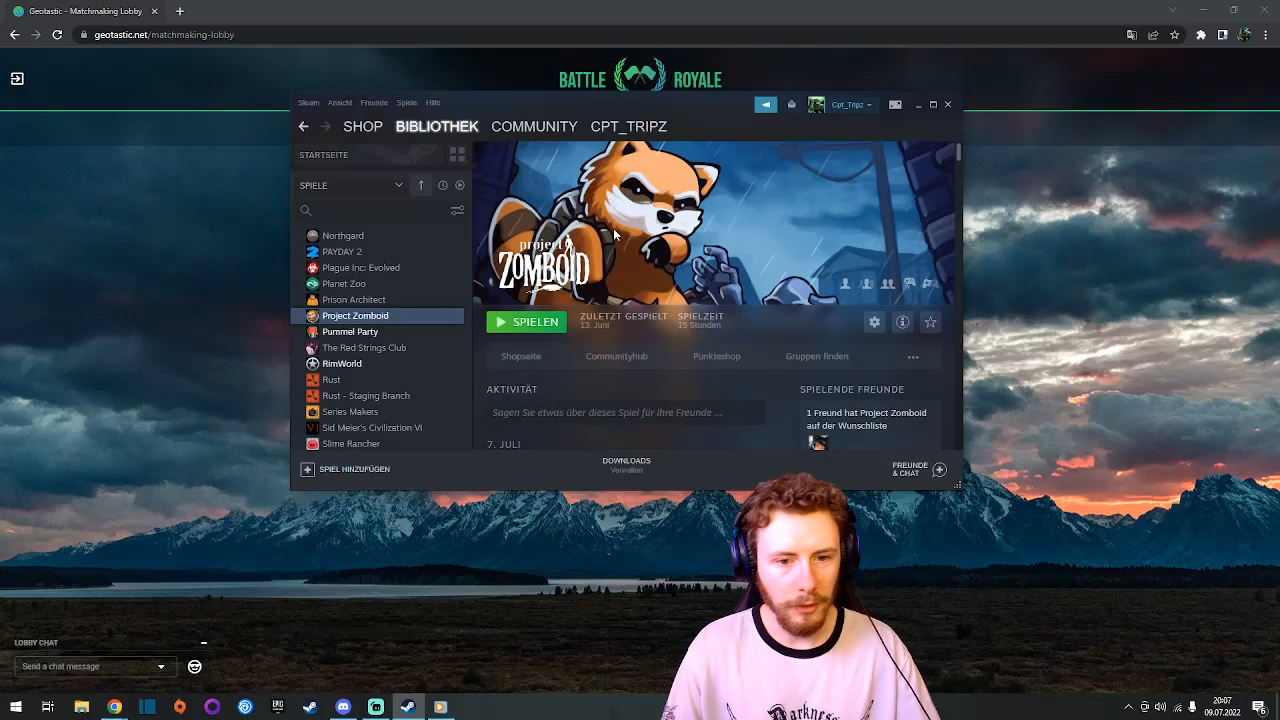 Geotastic - Matchmaking Lobby
geotastic.net/matchmaking-lobby
BATTLE ROYALE
Steam Ansicht Freunde Spiele Hilfe
Cpt_Tripz
SHOP BIBLIOTHEK COMMUNITY CPT_TRIPZ
STARTSEITE
SPIELE
Northgard
PAYDAY 2
Plague Inc: Evolved
Planet Zoo
Prison Architect
Project Zomboid
Pummel Party
The Red Strings Club
RimWorld
Rust
Rust - Staging Branch
Series Makers
Sid Meier's Civilization VI
Slime Rancher
project
ZOMBOID
SPIELEN
ZULETZT GESPIELT
13. Juni
SPIELZEIT
15 Stunden
Shopseite Communityhub Punkteshop Gruppen finden
AKTIVITÄT
Sagen Sie etwas über dieses Spiel für Ihre Freunde ...
7. JULI
SPIELENDE FREUNDE
1 Freund hat Project Zomboid
auf der Wunschliste
SPIEL HINZUFÜGEN
DOWNLOADS
Verwalten
FREUNDE
& CHAT
LOBBY CHAT
Send a chat message
Darkness
EPIC
20:07
09.07.2022